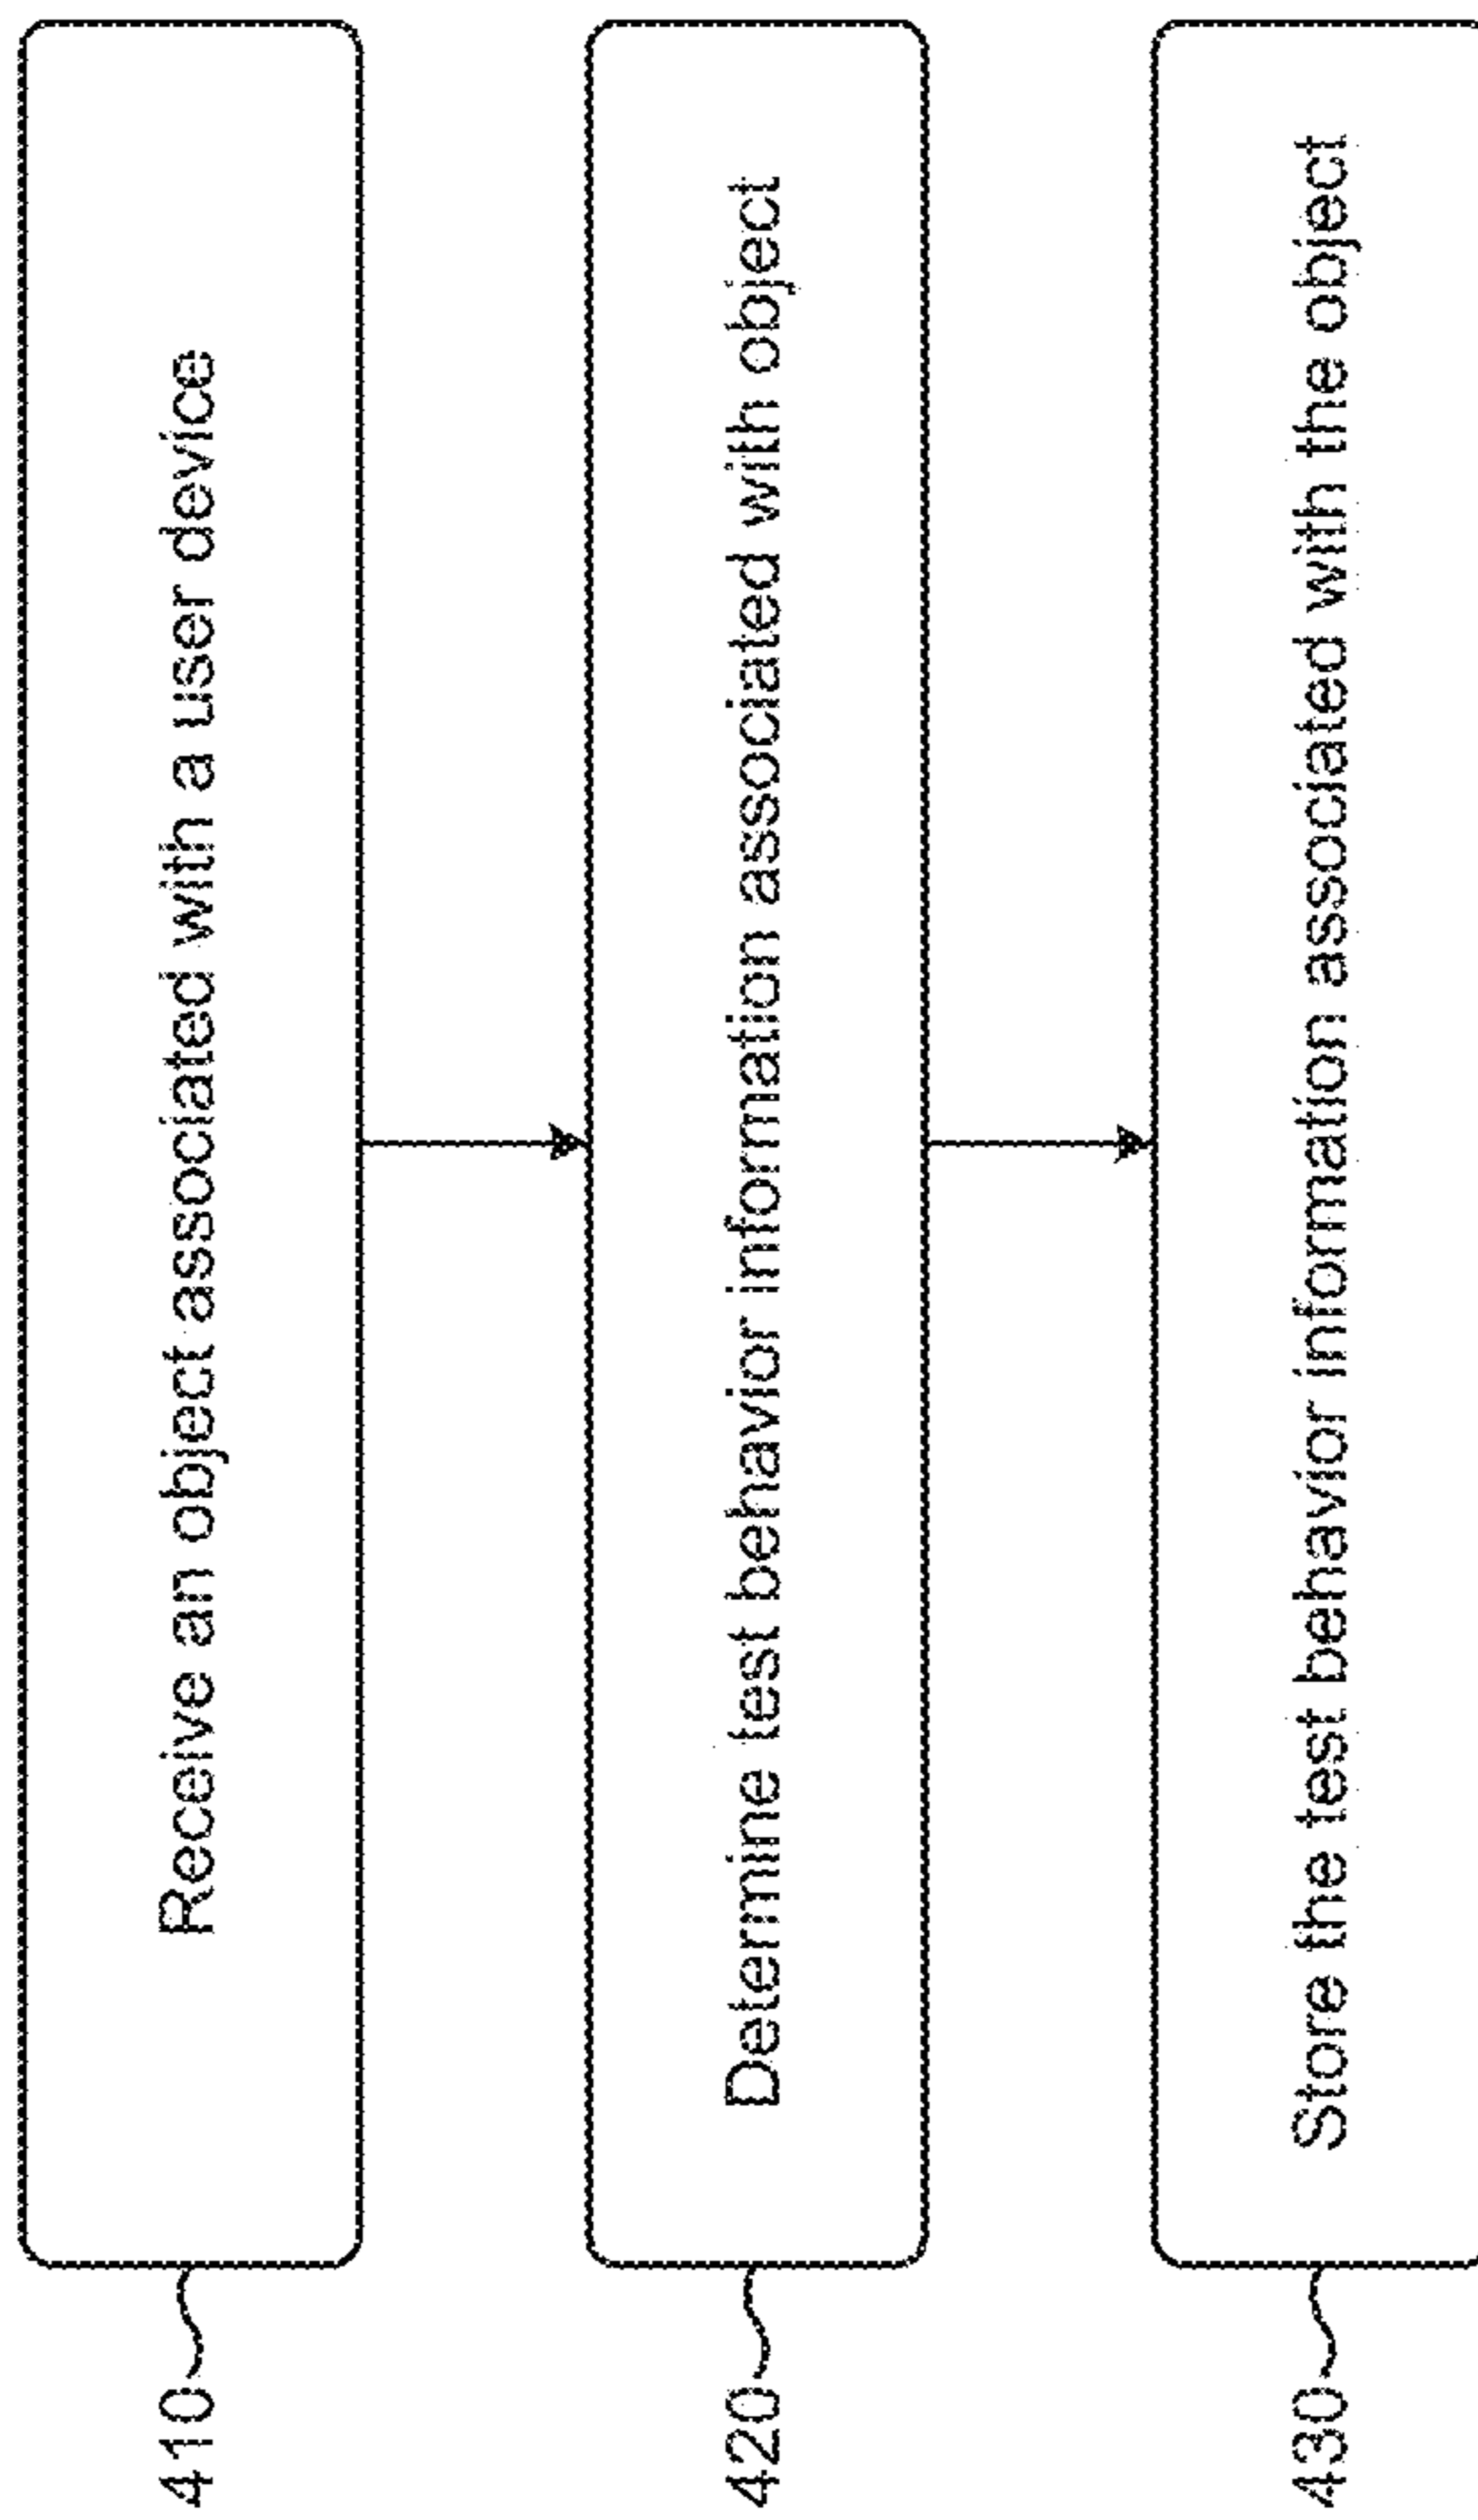 410
Receive an object associated with a user device
420
Determine test behavior information associated with object
430
Store the test behavior information associated with the object